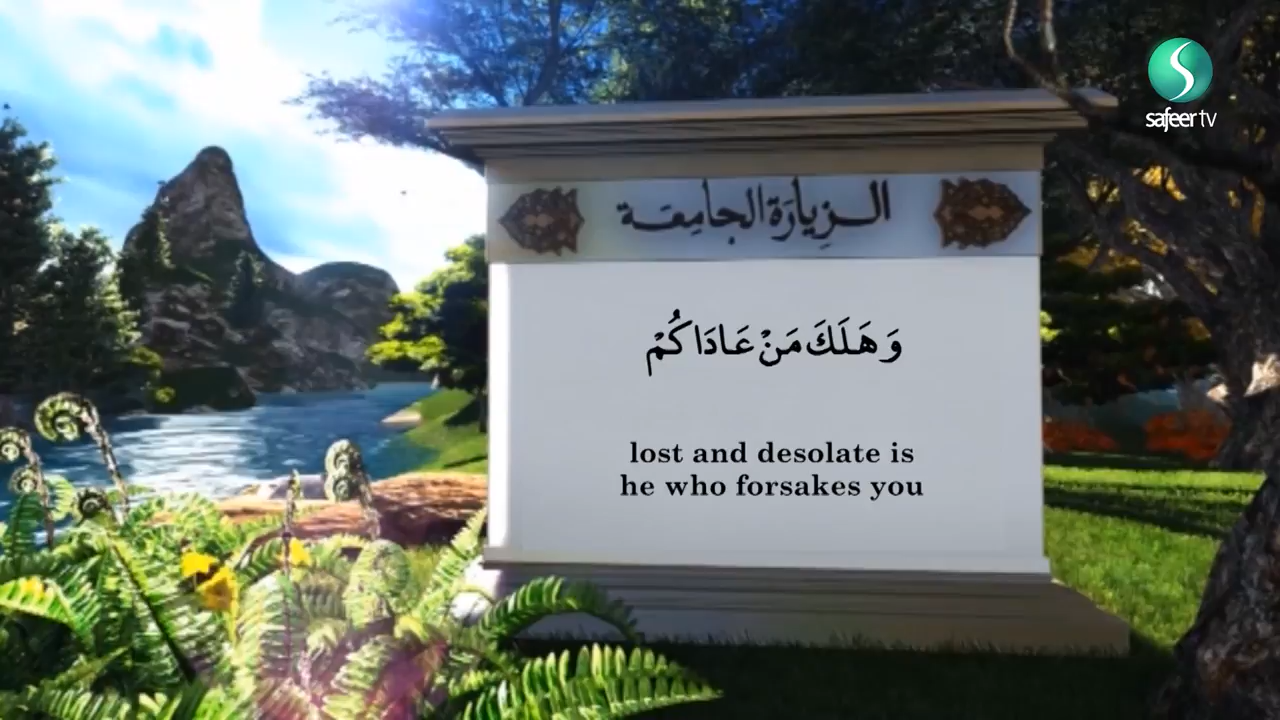 safeer tv
الزيارة الجامعة
وَهَلَكَ مَنْ عَادَاكُمْ
lost and desolate is
he who forsakes you